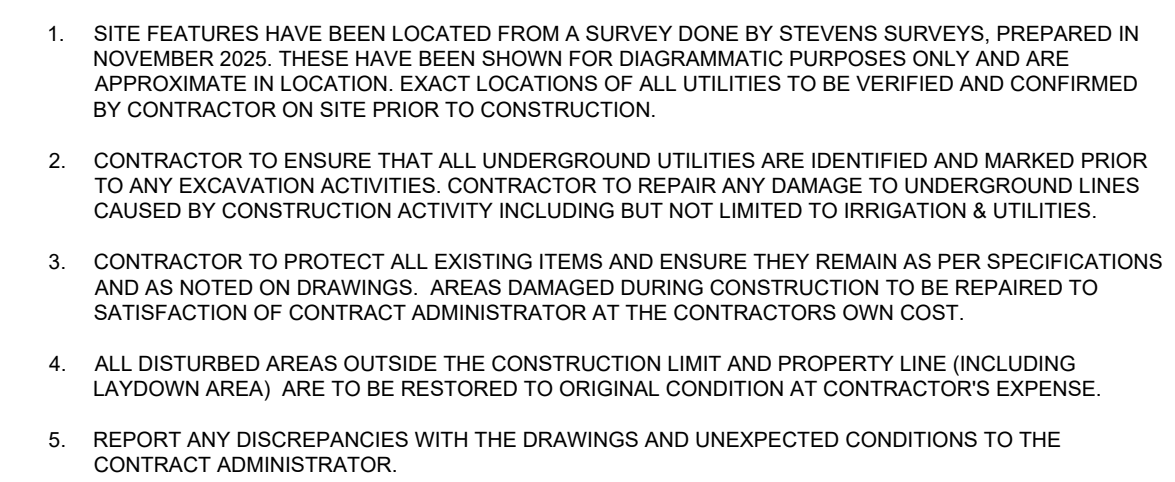 1. SITE FEATURES HAVE BEEN LOCATED FROM A SURVEY DONE BY STEVENS SURVEYS, PREPARED IN
NOVEMBER 2025. THESE HAVE BEEN SHOWN FOR DIAGRAMMATIC PURPOSES ONLY AND ARE
APPROXIMATE IN LOCATION. EXACT LOCATIONS OF ALL UTILITIES TO BE VERIFIED AND CONFIRMED
BY CONTRACTOR ON SITE PRIOR TO CONSTRUCTION.
2. CONTRACTOR TO ENSURE THAT ALL UNDERGROUND UTILITIES ARE IDENTIFIED AND MARKED PRIOR
TO ANY EXCAVATION ACTIVITIES. CONTRACTOR TO REPAIR ANY DAMAGE TO UNDERGROUND LINES
CAUSED BY CONSTRUCTION ACTIVITY INCLUDING BUT NOT LIMITED TO IRRIGATION & UTILITIES.
3. CONTRACTOR TO PROTECT ALL EXISTING ITEMS AND ENSURE THEY REMAIN AS PER SPECIFICATIONS
AND AS NOTED ON DRAWINGS.  AREAS DAMAGED DURING CONSTRUCTION TO BE REPAIRED TO
SATISFACTION OF CONTRACT ADMINISTRATOR AT THE CONTRACTORS OWN COST.
4. ALL DISTURBED AREAS OUTSIDE THE CONSTRUCTION LIMIT AND PROPERTY LINE (INCLUDING
LAYDOWN AREA)  ARE TO BE RESTORED TO ORIGINAL CONDITION AT CONTRACTOR'S EXPENSE.
5. REPORT ANY DISCREPANCIES WITH THE DRAWINGS AND UNEXPECTED CONDITIONS TO THE
CONTRACT ADMINISTRATOR.